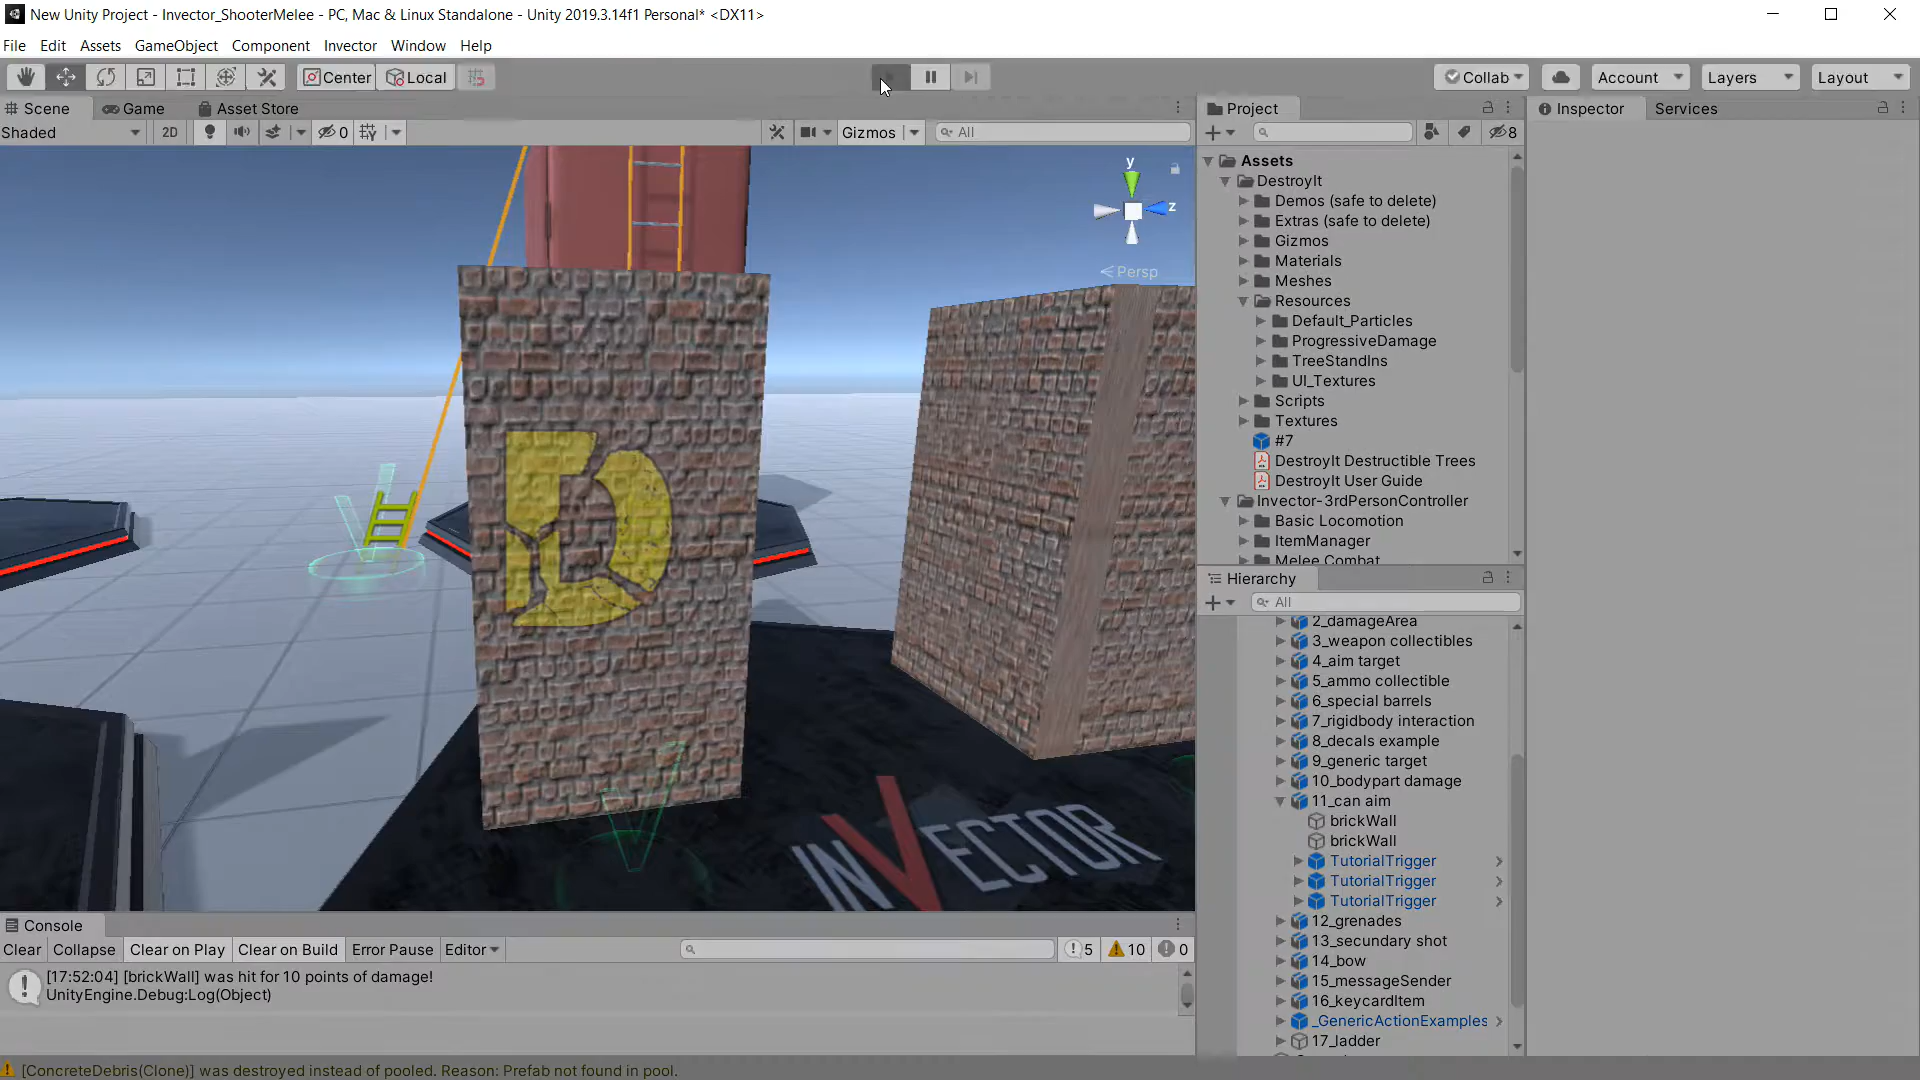 New Unity Project - Invector_ShooterMelee - PC, Mac & Linux Standalone - Unity 2019.3.14f1 Personal* <DX11>
File Edit Assets GameObject Component Invector Window Help
Center Local Collab Account Layers Layout
Scene Game Asset Store
Shaded 2D 0 Gizmos All
y
z
Persp
D
INVECTOR
Project
8
Assets
DestroyIt
Demos (safe to delete)
Extras (safe to delete)
Gizmos
Materials
Meshes
Resources
Default_Particles
ProgressiveDamage
TreeStandIns
UI_Textures
Scripts
Textures
#7
DestroyIt Destructible Trees
DestroyIt User Guide
Invector-3rdPersonController
Basic Locomotion
ItemManager
Melee Combat
Hierarchy
All
2_damageArea
3_weapon collectibles
4_aim target
5_ammo collectible
6_special barrels
7_rigidbody interaction
8_decals example
9_generic target
10_bodypart damage
11_can aim
brickWall
brickWall
TutorialTrigger
TutorialTrigger
TutorialTrigger
12_grenades
13_secundary shot
14_bow
15_messageSender
16_keycardItem
_GenericActionExamples
17_ladder
Inspector Services
Console
Clear Collapse Clear on Play Clear on Build Error Pause Editor 5 10 0
[17:52:04] [brickWall] was hit for 10 points of damage!
UnityEngine.Debug:Log(Object)
[ConcreteDebris(Clone)] was destroyed instead of pooled. Reason: Prefab not found in pool.